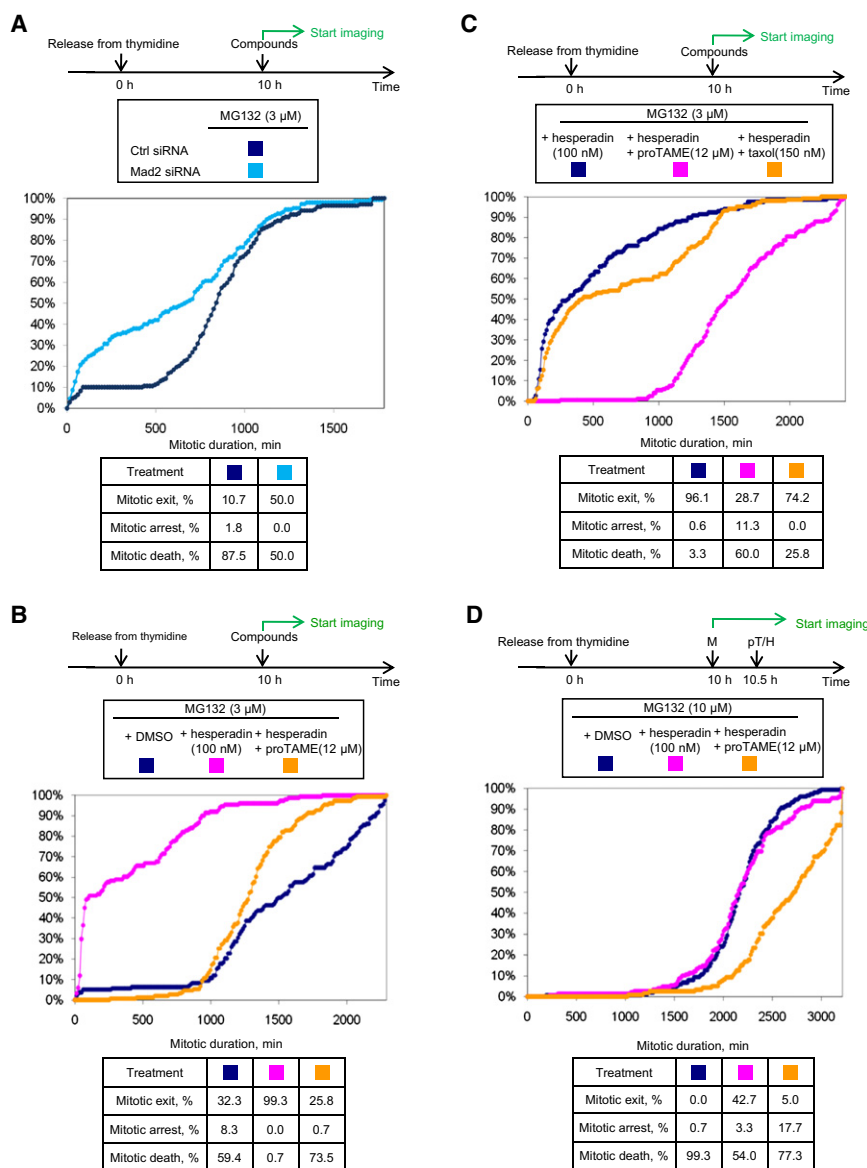 A
Start imaging
Release from thymidine
Compounds
0 h
10 h
Time
MG132 (3 µM)
Ctrl siRNA
Mad2 siRNA
100%
90%
80%
70%
60%
50%
40%
30%
20%
10%
0%
0 500 1000 1500
Mitotic duration, min
Treatment
Mitotic exit, % 10.7 50.0
Mitotic arrest, % 1.8 0.0
Mitotic death, % 87.5 50.0
C
Start imaging
Release from thymidine
Compounds
0 h
10 h
Time
MG132 (3 µM)
+ hesperadin + hesperadin + hesperadin
(100 nM) + proTAME(12 µM) + taxol(150 nM)
100%
90%
80%
70%
60%
50%
40%
30%
20%
10%
0%
0 500 1000 1500 2000
Mitotic duration, min
Treatment
Mitotic exit, % 96.1 28.7 74.2
Mitotic arrest, % 0.6 11.3 0.0
Mitotic death, % 3.3 60.0 25.8
B
Start imaging
Release from thymidine
Compounds
0 h
10 h
Time
MG132 (3 µM)
+ DMSO + hesperadin + hesperadin
(100 nM) + proTAME(12 µM)
100%
90%
80%
70%
60%
50%
40%
30%
20%
10%
0%
0 500 1000 1500 2000
Mitotic duration, min
Treatment
Mitotic exit, % 32.3 99.3 25.8
Mitotic arrest, % 8.3 0.0 0.7
Mitotic death, % 59.4 0.7 73.5
D
Start imaging
Release from thymidine
M pT/H
0 h
10 h 10.5 h
Time
MG132 (10 µM)
+ DMSO + hesperadin + hesperadin
(100 nM) + proTAME(12 µM)
100%
90%
80%
70%
60%
50%
40%
30%
20%
10%
0%
0 500 1000 1500 2000 2500 3000
Mitotic duration, min
Treatment
Mitotic exit, % 0.0 42.7 5.0
Mitotic arrest, % 0.7 3.3 17.7
Mitotic death, % 99.3 54.0 77.3